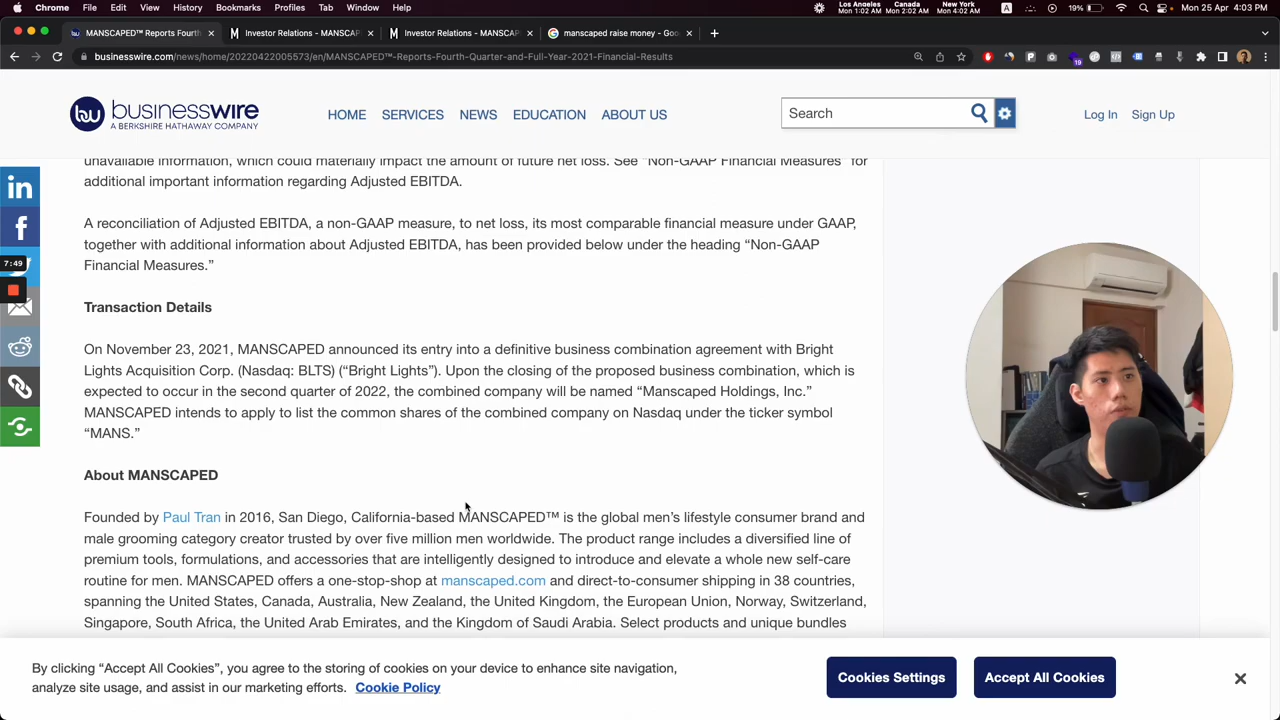 Chrome File Edit View History Bookmarks Profiles Tab Window Help Los Angeles 1:02 AM Canada 1:02 AM New York 4:02 AM A 19% Mon 25 Apr 4:03 PM
MANSCAPED™ Reports Fourth Investor Relations - MANSCAP Investor Relations - MANSCAP manscaped raise money - Goo
businesswire.com/news/home/20220422005573/en/MANSCAPED™-Reports-Fourth-Quarter-and-Full-Year-2021-Financial-Results
bw businesswire
A BERKSHIRE HATHAWAY COMPANY
HOME SERVICES NEWS EDUCATION ABOUT US
Search
Log In Sign Up
unavailable information, which could materially impact the amount of future net loss. See “Non-GAAP Financial Measures” for
additional important information regarding Adjusted EBITDA.
A reconciliation of Adjusted EBITDA, a non-GAAP measure, to net loss, its most comparable financial measure under GAAP,
together with additional information about Adjusted EBITDA, has been provided below under the heading “Non-GAAP
Financial Measures.”
7:49
Transaction Details
On November 23, 2021, MANSCAPED announced its entry into a definitive business combination agreement with Bright
Lights Acquisition Corp. (Nasdaq: BLTS) (“Bright Lights”). Upon the closing of the proposed business combination, which is
expected to occur in the second quarter of 2022, the combined company will be named “Manscaped Holdings, Inc.”
MANSCAPED intends to apply to list the common shares of the combined company on Nasdaq under the ticker symbol
“MANS.”
About MANSCAPED
Founded by Paul Tran in 2016, San Diego, California-based MANSCAPED™ is the global men’s lifestyle consumer brand and
male grooming category creator trusted by over five million men worldwide. The product range includes a diversified line of
premium tools, formulations, and accessories that are intelligently designed to introduce and elevate a whole new self-care
routine for men. MANSCAPED offers a one-stop-shop at manscaped.com and direct-to-consumer shipping in 38 countries,
spanning the United States, Canada, Australia, New Zealand, the United Kingdom, the European Union, Norway, Switzerland,
Singapore, South Africa, the United Arab Emirates, and the Kingdom of Saudi Arabia. Select products and unique bundles
By clicking “Accept All Cookies”, you agree to the storing of cookies on your device to enhance site navigation,
analyze site usage, and assist in our marketing efforts. Cookie Policy
Cookies Settings
Accept All Cookies